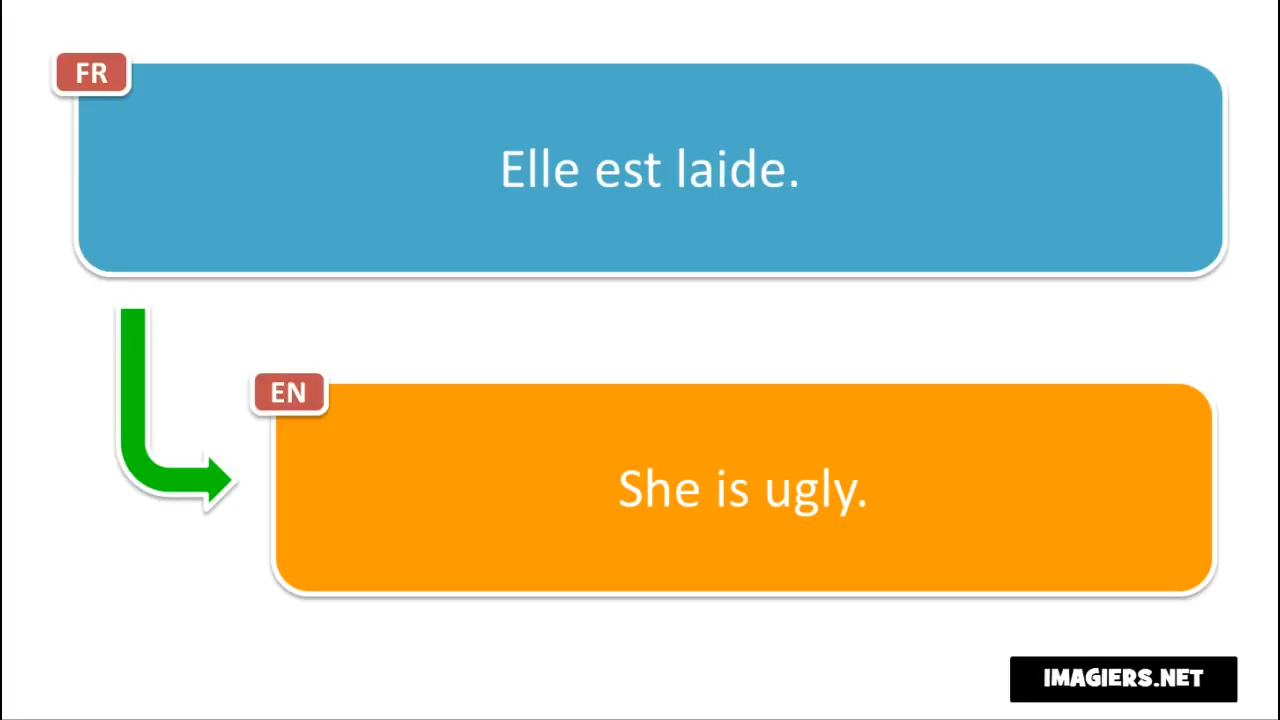 FR
Elle est laide.
EN
She is ugly.
IMAGIERS.NET